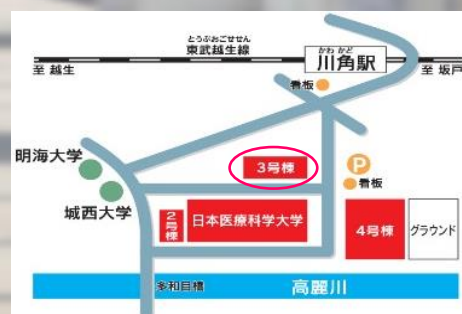 とうぶおごせせん
東武越生線
かわ かど
川角駅
至 越生
至 坂戸
看板
明海大学
3号棟
P
看板
城西大学
2号棟
日本医療科学大学
4号棟
グラウンド
多和目橋
高麗川